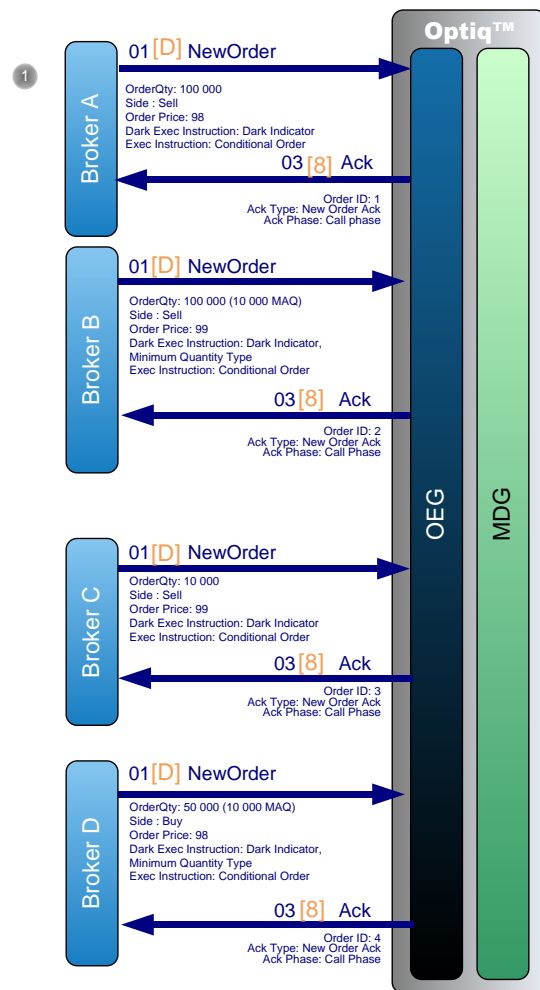 Optiq™
1
Broker A
01 [D] NewOrder
OrderQty: 100 000
Side : Sell
Order Price: 98
Dark Exec Instruction: Dark Indicator
Exec Instruction: Conditional Order
03 [8] Ack
Order ID: 1
Ack Type: New Order Ack
Ack Phase: Call phase
Broker B
01 [D] NewOrder
OrderQty: 100 000 (10 000 MAQ)
Side : Sell
Order Price: 99
Dark Exec Instruction: Dark Indicator,
Minimum Quantity Type
Exec Instruction: Conditional Order
03 [8] Ack
Order ID: 2
Ack Type: New Order Ack
Ack Phase: Call Phase
OEG
MDG
Broker C
01 [D] NewOrder
OrderQty: 10 000
Side : Sell
Order Price: 99
Dark Exec Instruction: Dark Indicator
Exec Instruction: Conditional Order
03 [8] Ack
Order ID: 3
Ack Type: New Order Ack
Ack Phase: Call Phase
Broker D
01 [D] NewOrder
OrderQty: 50 000 (10 000 MAQ)
Side : Buy
Order Price: 98
Dark Exec Instruction: Dark Indicator,
Minimum Quantity Type
Exec Instruction: Conditional Order
03 [8] Ack
Order ID: 4
Ack Type: New Order Ack
Ack Phase: Call Phase